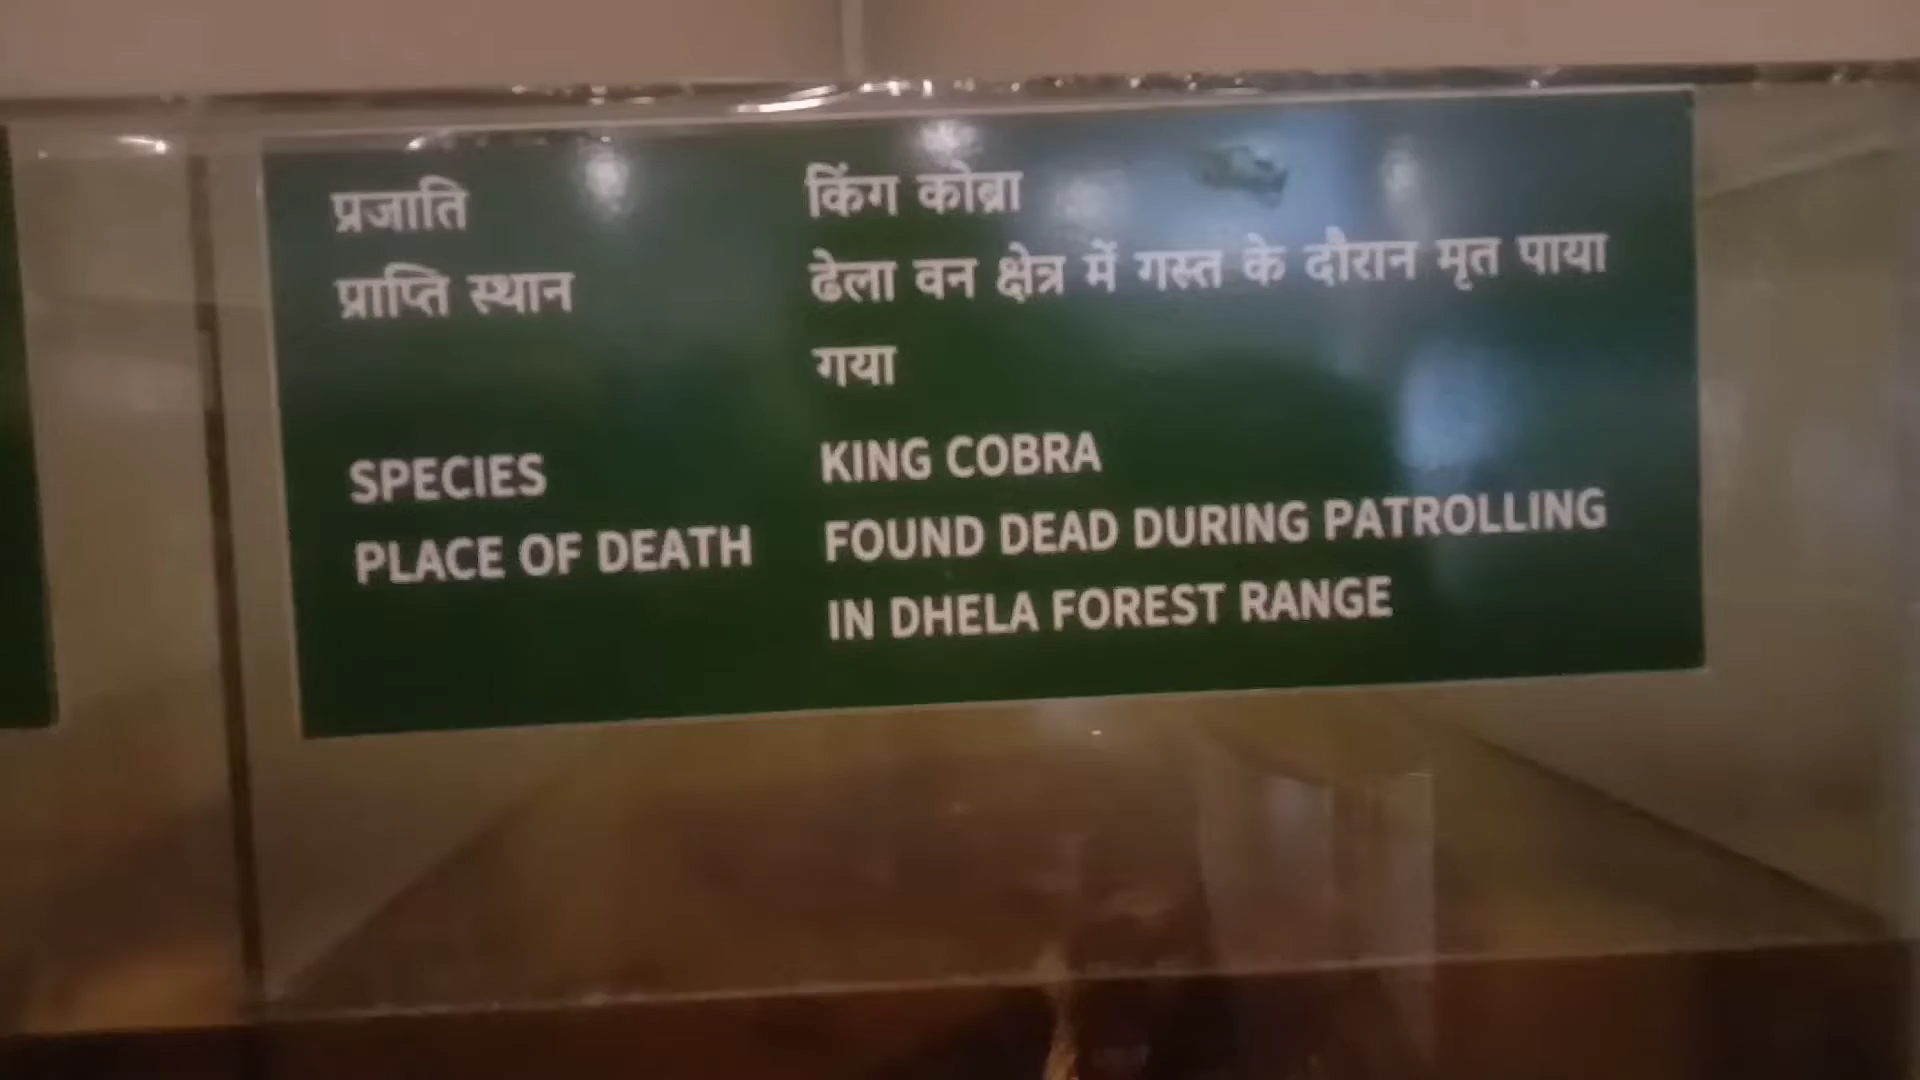 प्रजाति किंग कोब्रा
प्राप्ति स्थान ढेला वन क्षेत्र में गस्त के दौरान मृत पाया
गया
SPECIES KING COBRA
PLACE OF DEATH FOUND DEAD DURING PATROLLING
IN DHELA FOREST RANGE